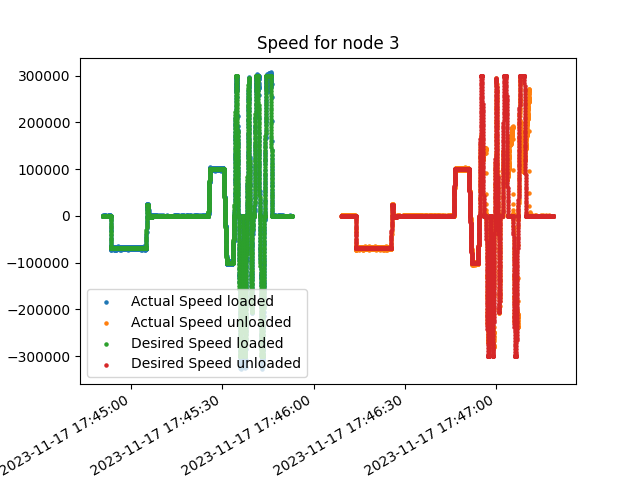 Speed for node 3
300000
200000
100000
0
−100000
−200000
−300000
Actual Speed loaded
Actual Speed unloaded
Desired Speed loaded
Desired Speed unloaded
2023-11-17 17:45:00
2023-11-17 17:45:30
2023-11-17 17:46:00
2023-11-17 17:46:30
2023-11-17 17:47:00